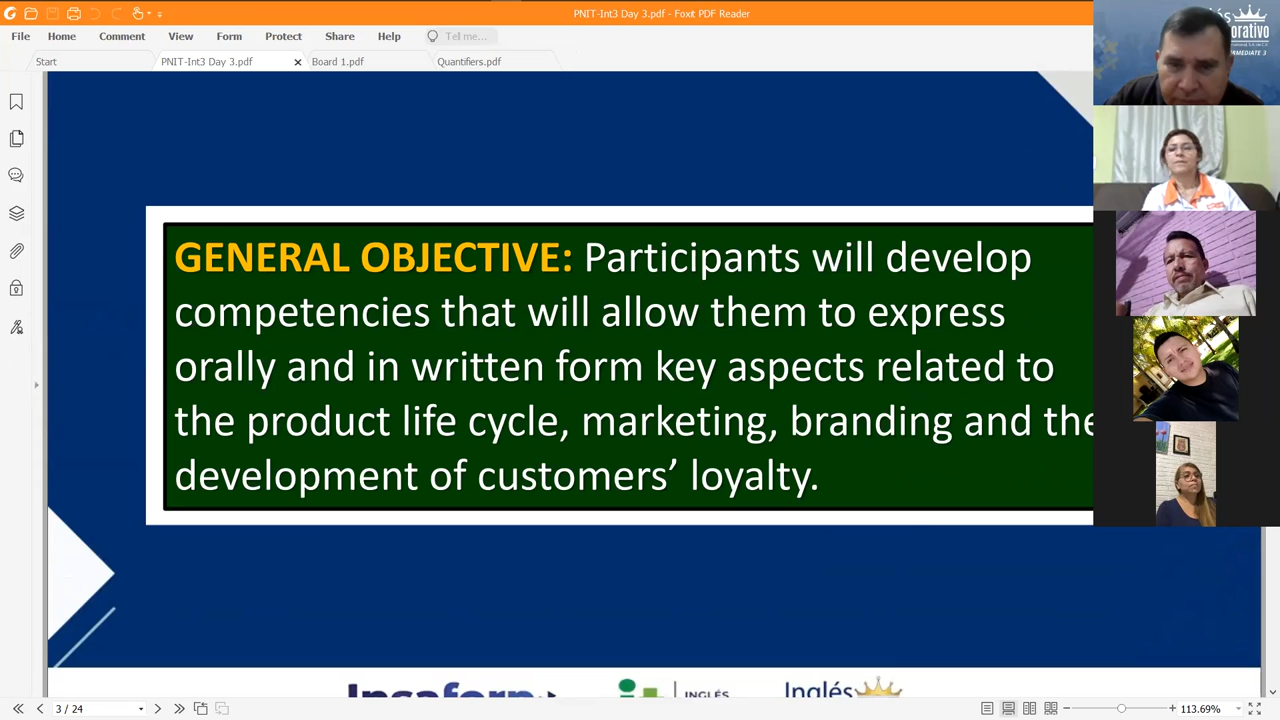 PNIT-Int3 Day 3.pdf - Foxit PDF Reader
File Home Comment View Form Protect Share Help Tell me...
Start PNIT-Int3 Day 3.pdf Board 1.pdf Quantifiers.pdf
GENERAL OBJECTIVE: Participants will develop
competencies that will allow them to express
orally and in written form key aspects related to
the product life cycle, marketing, branding and the
development of customers' loyalty.
INGLÉS Inglés
3 / 24 113.69%